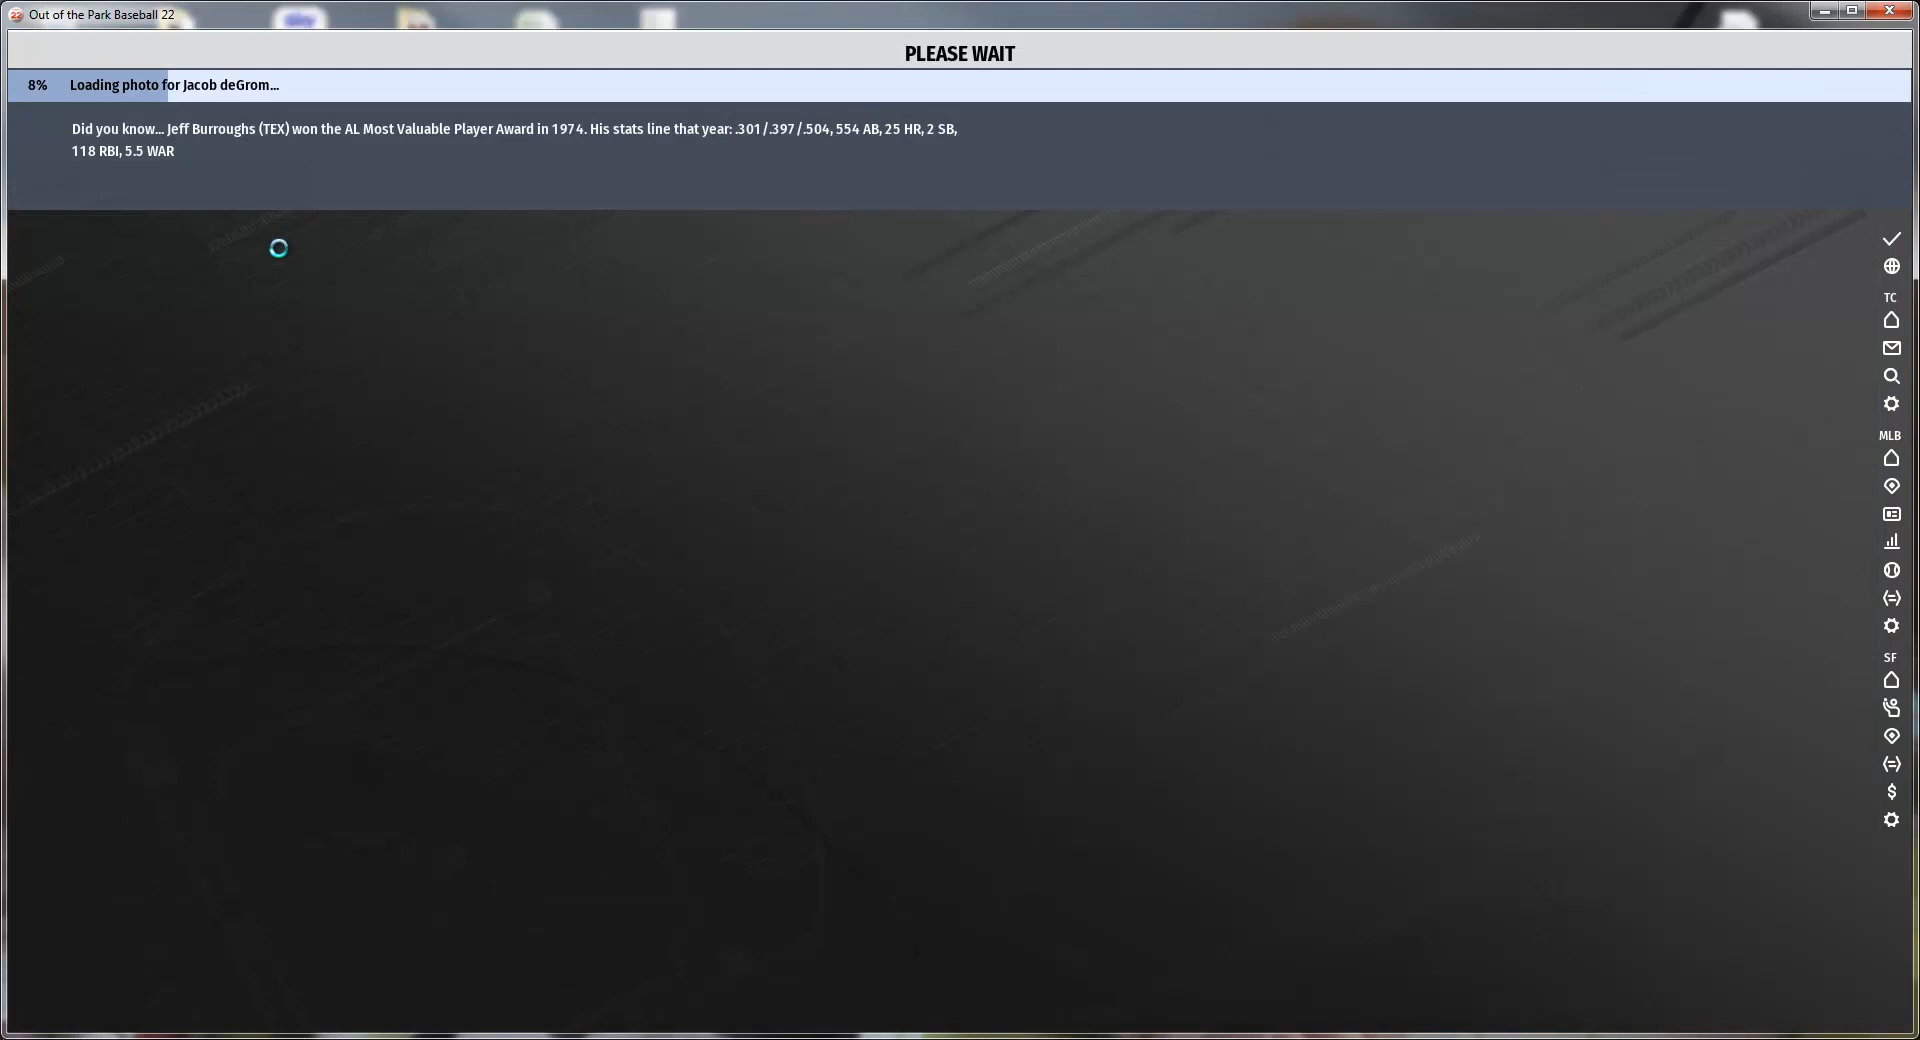 22 Out of the Park Baseball 22
PLEASE WAIT
8% Loading photo for Jacob deGrom...
Did you know... Jeff Burroughs (TEX) won the AL Most Valuable Player Award in 1974. His stats line that year: .301/.397/.504, 554 AB, 25 HR, 2 SB,
118 RBI, 5.5 WAR
TC
MLB
SF